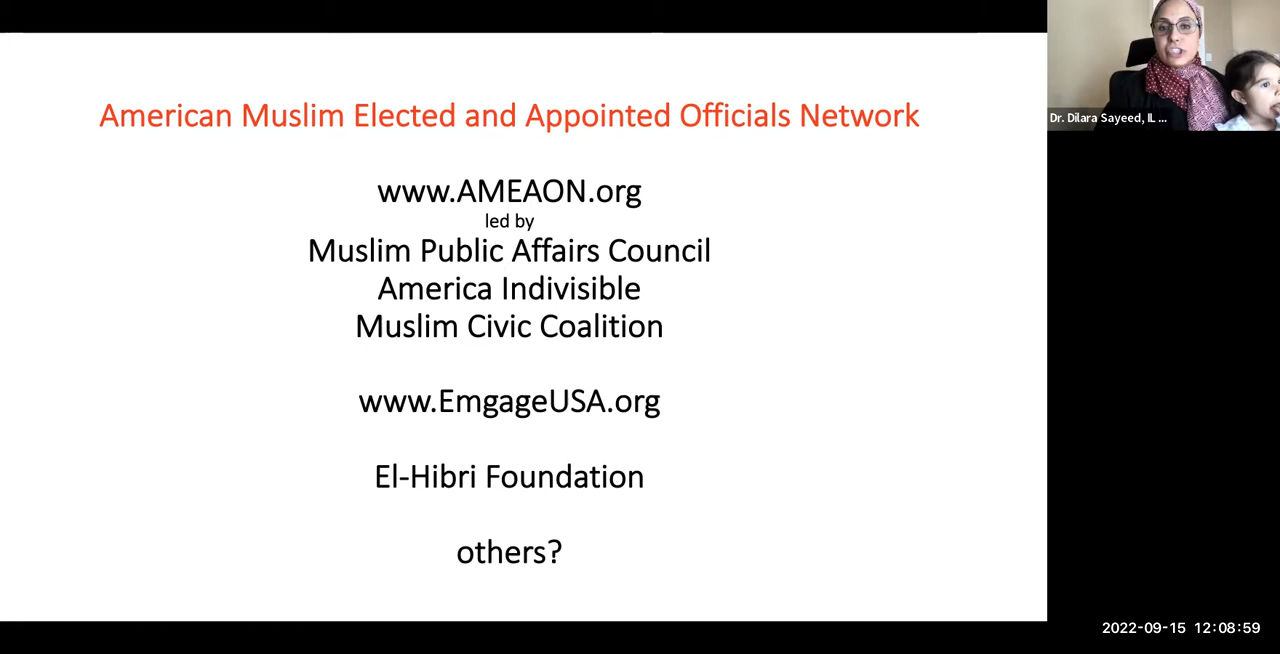 American Muslim Elected and Appointed Officials Network
www.AMEAON.org
led by
Muslim Public Affairs Council
America Indivisible
Muslim Civic Coalition
www.EmgageUSA.org
El-Hibri Foundation
others?
Dr. Dilara Sayeed, IL ...
2022-09-15 12:08:59